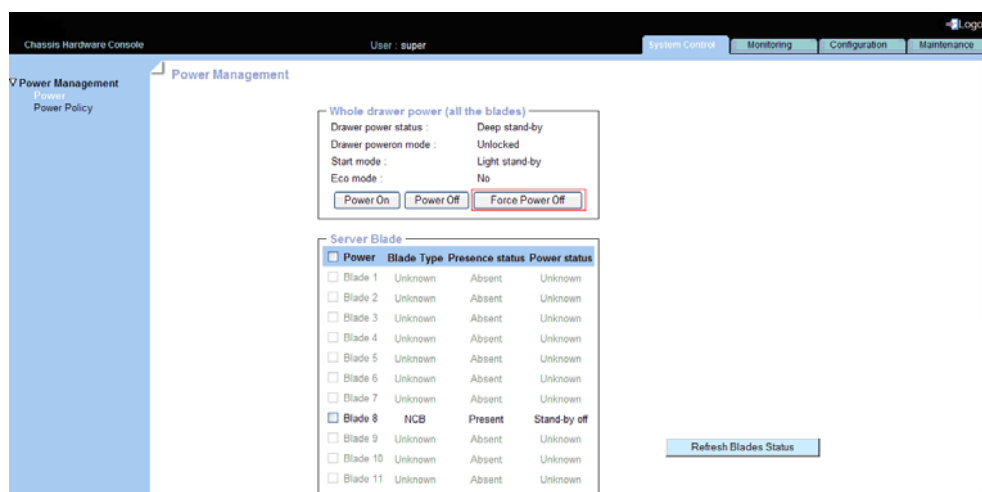 Logo
Chassis Hardware Console User : super System Control Monitoring Configuration Maintenance
Power Management
Power
Power Policy
Power Management
Whole drawer power (all the blades)
Drawer power status : Deep stand-by
Drawer poweron mode : Unlocked
Start mode : Light stand-by
Eco mode : No
Power On Power Off Force Power Off
Server Blade
Power Blade Type Presence status Power status
Blade 1 Unknown Absent Unknown
Blade 2 Unknown Absent Unknown
Blade 3 Unknown Absent Unknown
Blade 4 Unknown Absent Unknown
Blade 5 Unknown Absent Unknown
Blade 6 Unknown Absent Unknown
Blade 7 Unknown Absent Unknown
Blade 8 NCB Present Stand-by off
Blade 9 Unknown Absent Unknown
Refresh Blades Status
Blade 10 Unknown Absent Unknown
Blade 11 Unknown Absent Unknown